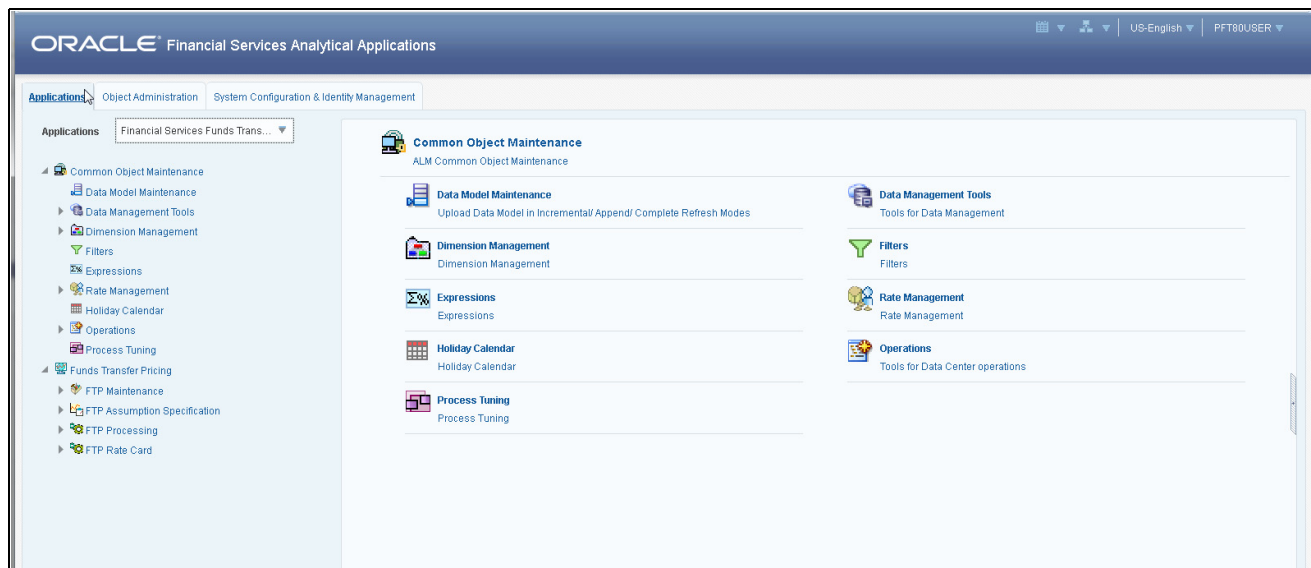 ORACLE® Financial Services Analytical Applications
US-English
PFT80USER
Applications
Object Administration
System Configuration & Identity Management
Applications
Financial Services Funds Trans...
Common Object Maintenance
Data Model Maintenance
Data Management Tools
Dimension Management
Filters
Expressions
Rate Management
Holiday Calendar
Operations
Process Tuning
Funds Transfer Pricing
FTP Maintenance
FTP Assumption Specification
FTP Processing
FTP Rate Card
Common Object Maintenance
ALM Common Object Maintenance
Data Model Maintenance
Upload Data Model in Incremental/ Append/ Complete Refresh Modes
Data Management Tools
Tools for Data Management
Dimension Management
Dimension Management
Filters
Filters
Σ% Expressions
Expressions
Rate Management
Rate Management
Holiday Calendar
Holiday Calendar
Operations
Tools for Data Center operations
Process Tuning
Process Tuning